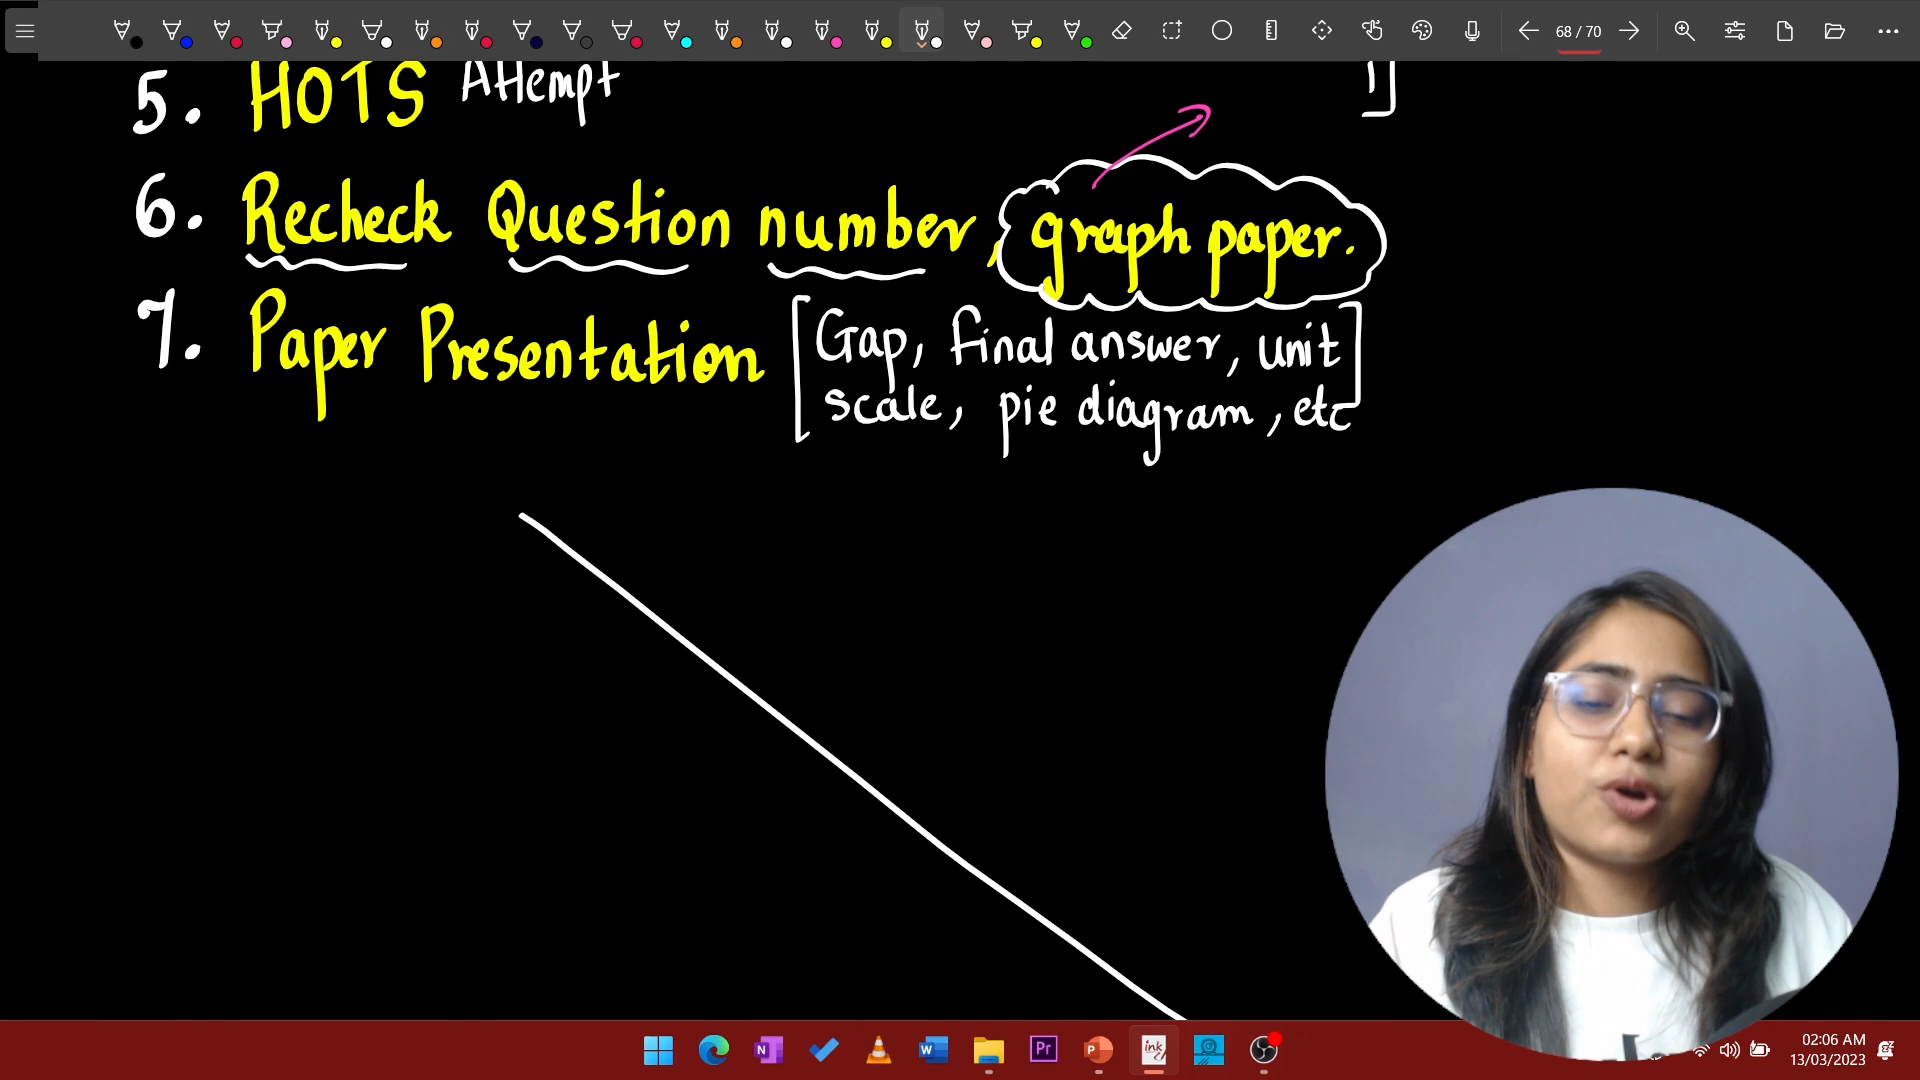 68 / 70
5. HOTS Attempt
6. Recheck Question number, graph paper.
7. Paper Presentation [Gap, final answer, unit
scale, pie diagram, etc]
02:06 AM
13/03/2023